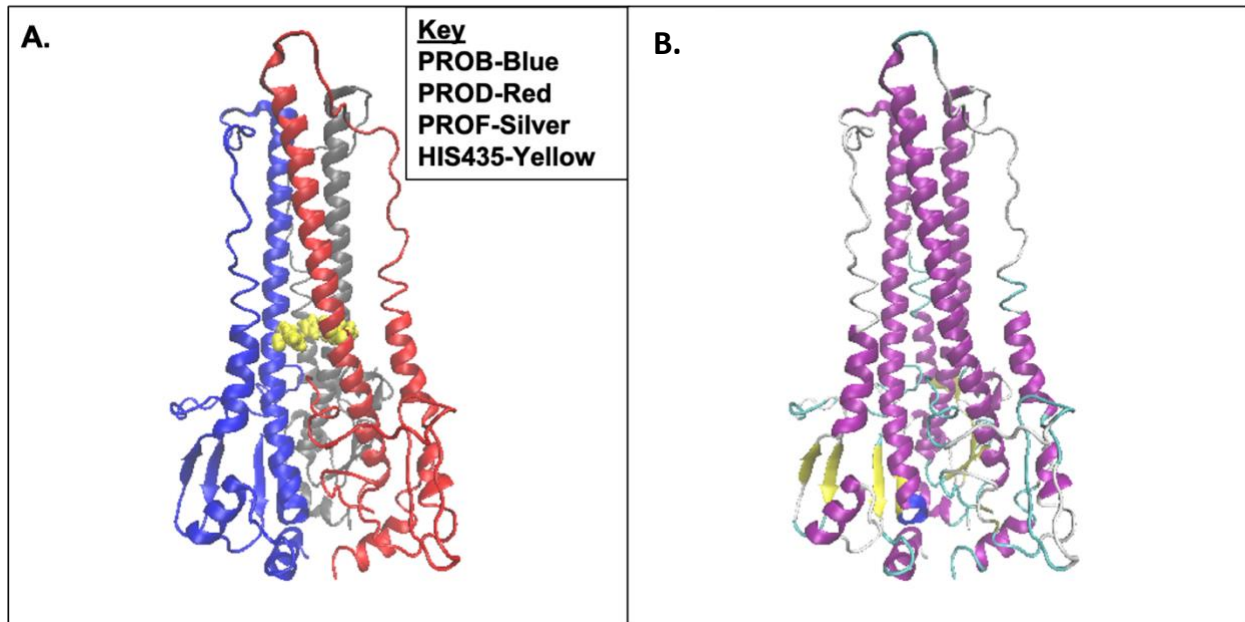 A.
Key
PROB-Blue
PROD-Red
PROF-Silver
HIS435-Yellow
B.